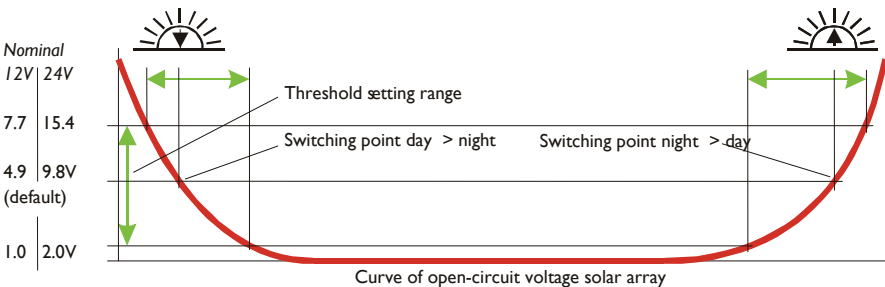 Nominal
12V | 24V
7.7 | 15.4
Threshold setting range
Switching point day > night
Switching point night > day
4.9 | 9.8V
(default)
1.0 | 2.0V
Curve of open-circuit voltage solar array